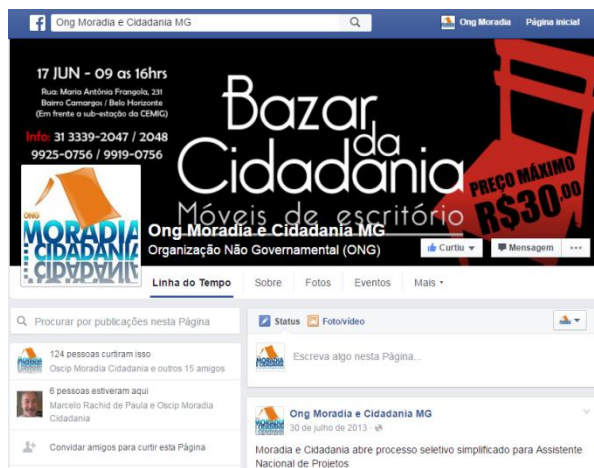 Ong Moradia e Cidadania MG
Ong Moradia
Página inicial
17 JUN - 09 as 16hrs
Rua: Maria Antônia Frangola, 231
Bairro Camargos / Belo Horizonte
(Em frente a sub-estação da CEMIG)
Info: 31 3339-2047 / 2048
9925-0756 / 9919-0756
Bazar
da
Cidadania
Móveis de escritório
PREÇO MÁXIMO
R$30,00
ONG
MORADIA
E
CIDADANIA
Ong Moradia e Cidadania MG
Organização Não Governamental (ONG)
Curtiu
Mensagem
Linha do Tempo Sobre Fotos Eventos Mais
Procurar por publicações nesta Página
124 pessoas curtiram isso
Oscip Moradia Cidadania e outros 15 amigos
6 pessoas estiveram aqui
Marcelo Rachid de Paula e Oscip Moradia
Cidadania
Convidar amigos para curtir esta Página
Status Foto/vídeo
Escreva algo nesta Página...
Ong Moradia e Cidadania MG
30 de julho de 2013
Moradia e Cidadania abre processo seletivo simplificado para Assistente
Nacional de Projetos